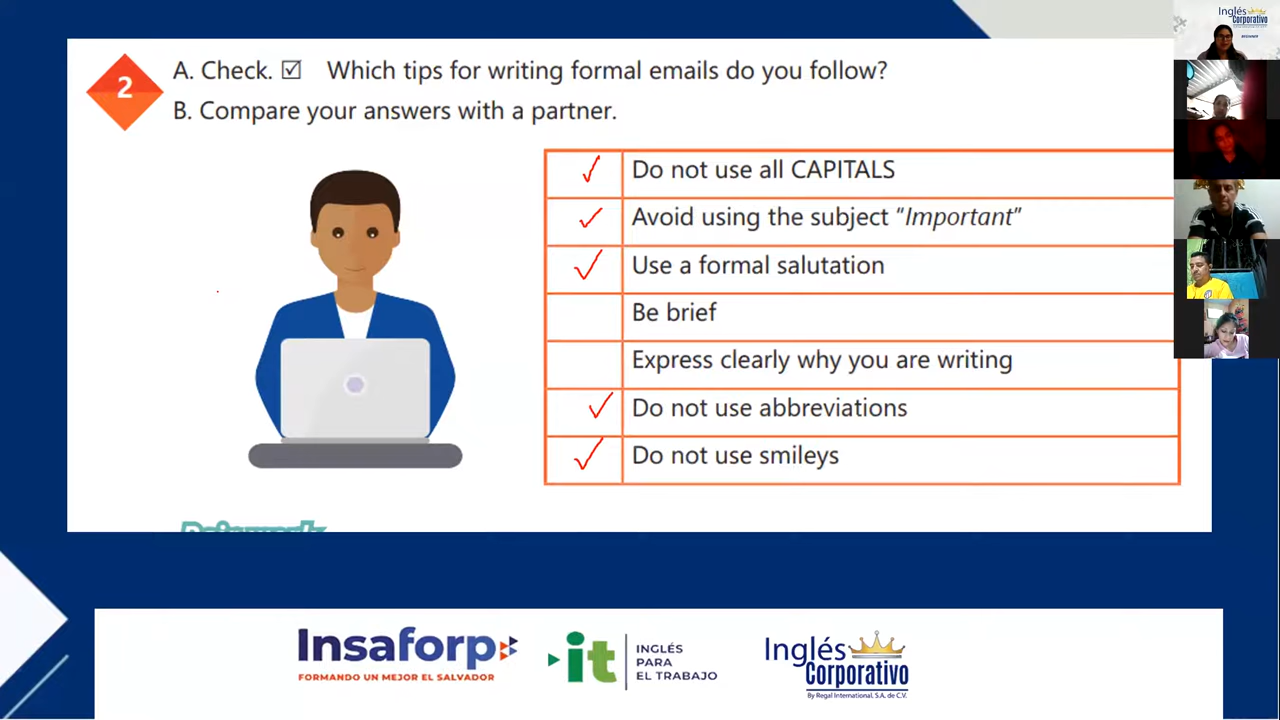 2
A. Check. ☑ Which tips for writing formal emails do you follow?
B. Compare your answers with a partner.
✓ Do not use all CAPITALS
✓ Avoid using the subject “Important”
✓ Use a formal salutation
Be brief
Express clearly why you are writing
✓ Do not use abbreviations
✓ Do not use smileys
Insaforp
FORMANDO UN MEJOR EL SALVADOR
it
INGLÉS
PARA
EL TRABAJO
Inglés
Corporativo
By Regal International, S.A. de C.V.
Inglés
Corporativo